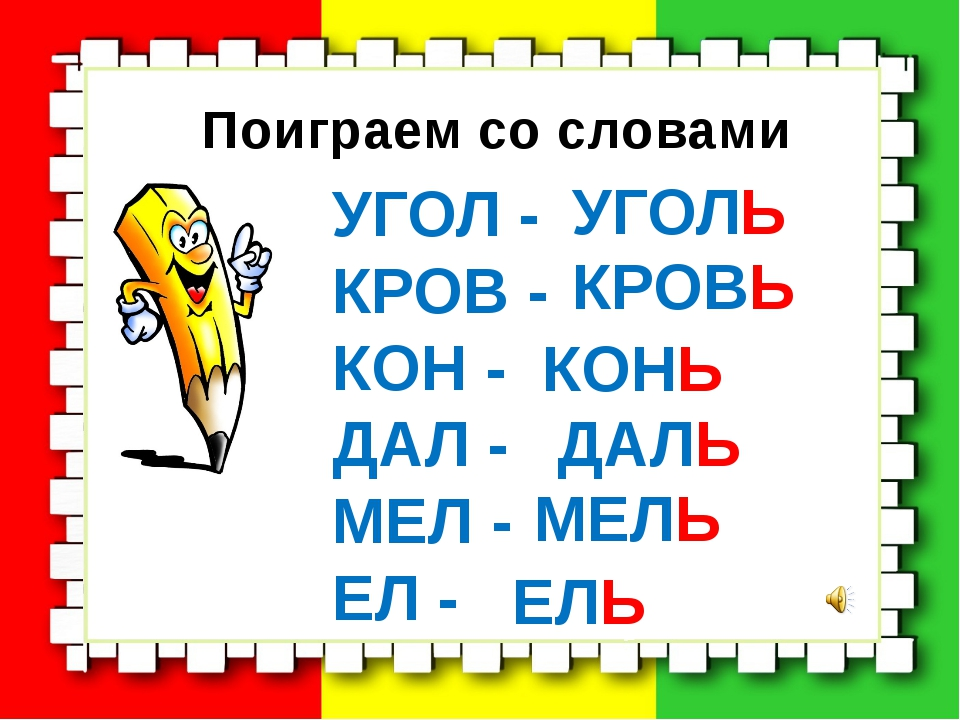 Поиграем со словами
УГОЛ - УГОЛЬ
КРОВ - КРОВЬ
КОН - КОНЬ
ДАЛ - ДАЛЬ
МЕЛ - МЕЛЬ
ЕЛ - ЕЛЬ